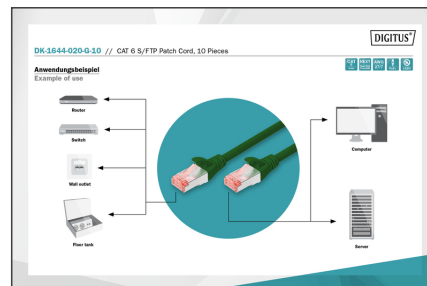 DIGITUS®
DK-1644-020-G-10 // CAT 6 S/FTP Patch Cord, 10 Pieces
Anwendungsbeispiel
Example of use
Router
Switch
Wall outlet
Floor tank
Computer
Server